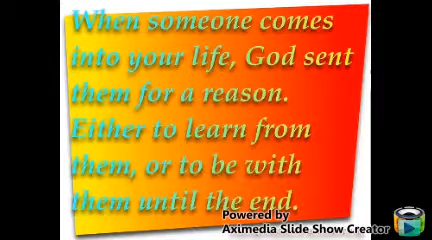 When someone comes
into your life, God sent
them for a reason.
Either to learn from
them, or to be with
them until the end.
Powered by
Aximedia Slide Show Creator